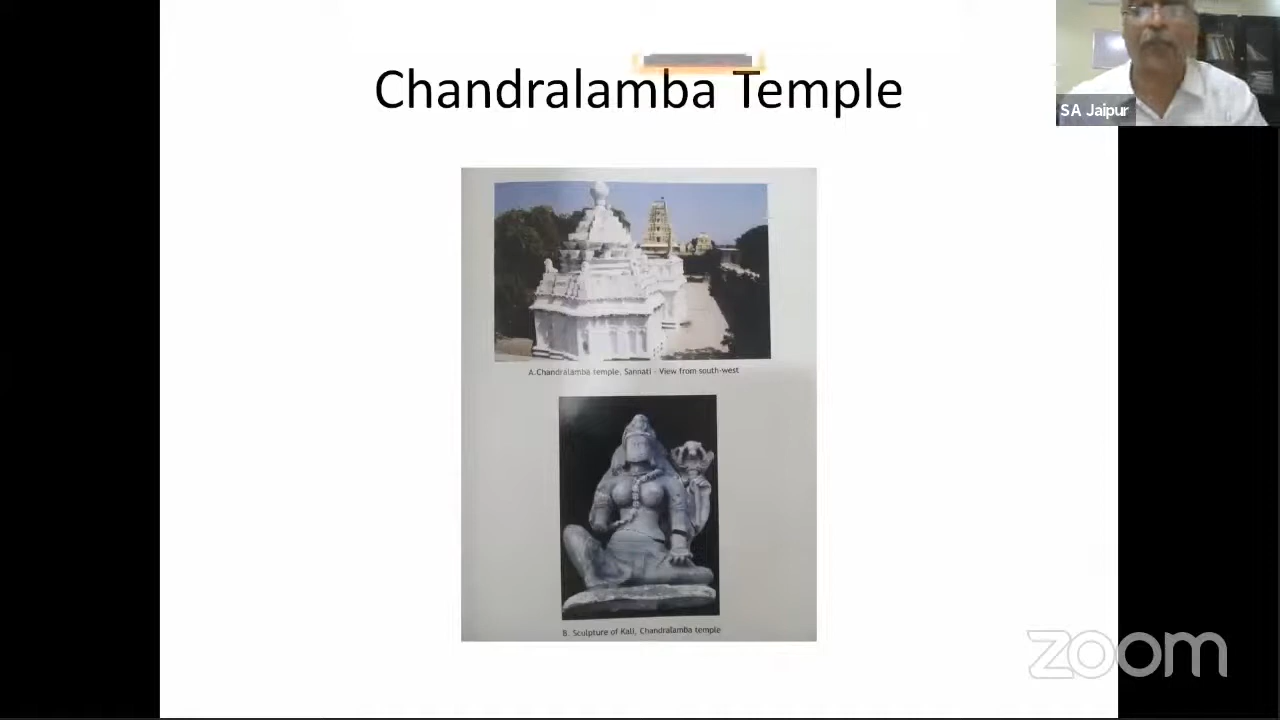 Chandralamba Temple
SA Jaipur
A.Chandralamba temple, Sannati - View from south-west
B. Sculpture of Kali, Chandralamba temple
zoom